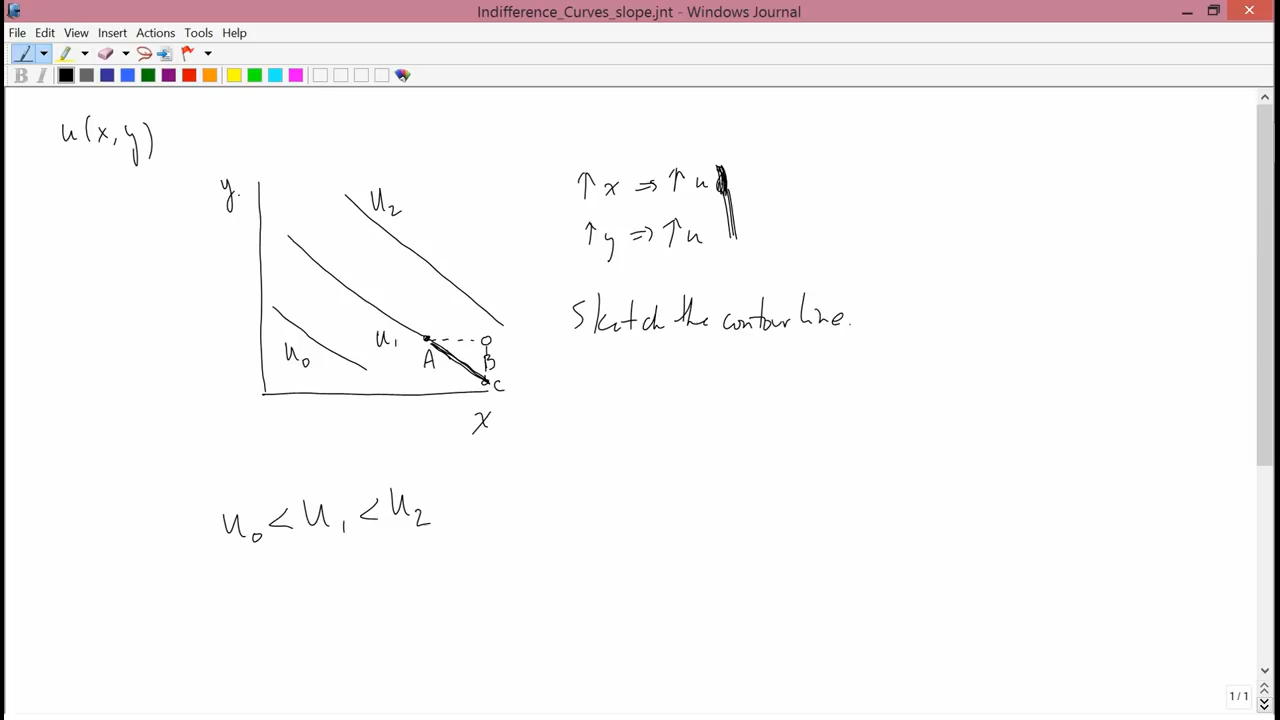 Indifference_Curves_slope.jnt - Windows Journal
File Edit View Insert Actions Tools Help
B I
u(x,y)
y.
u2
↑ x ⇒ ↑ u
↑ y ⇒ ↑ u
Sketch the contour line.
u1
u0
A
B
C
x
u0 < u1 < u2
1 / 1